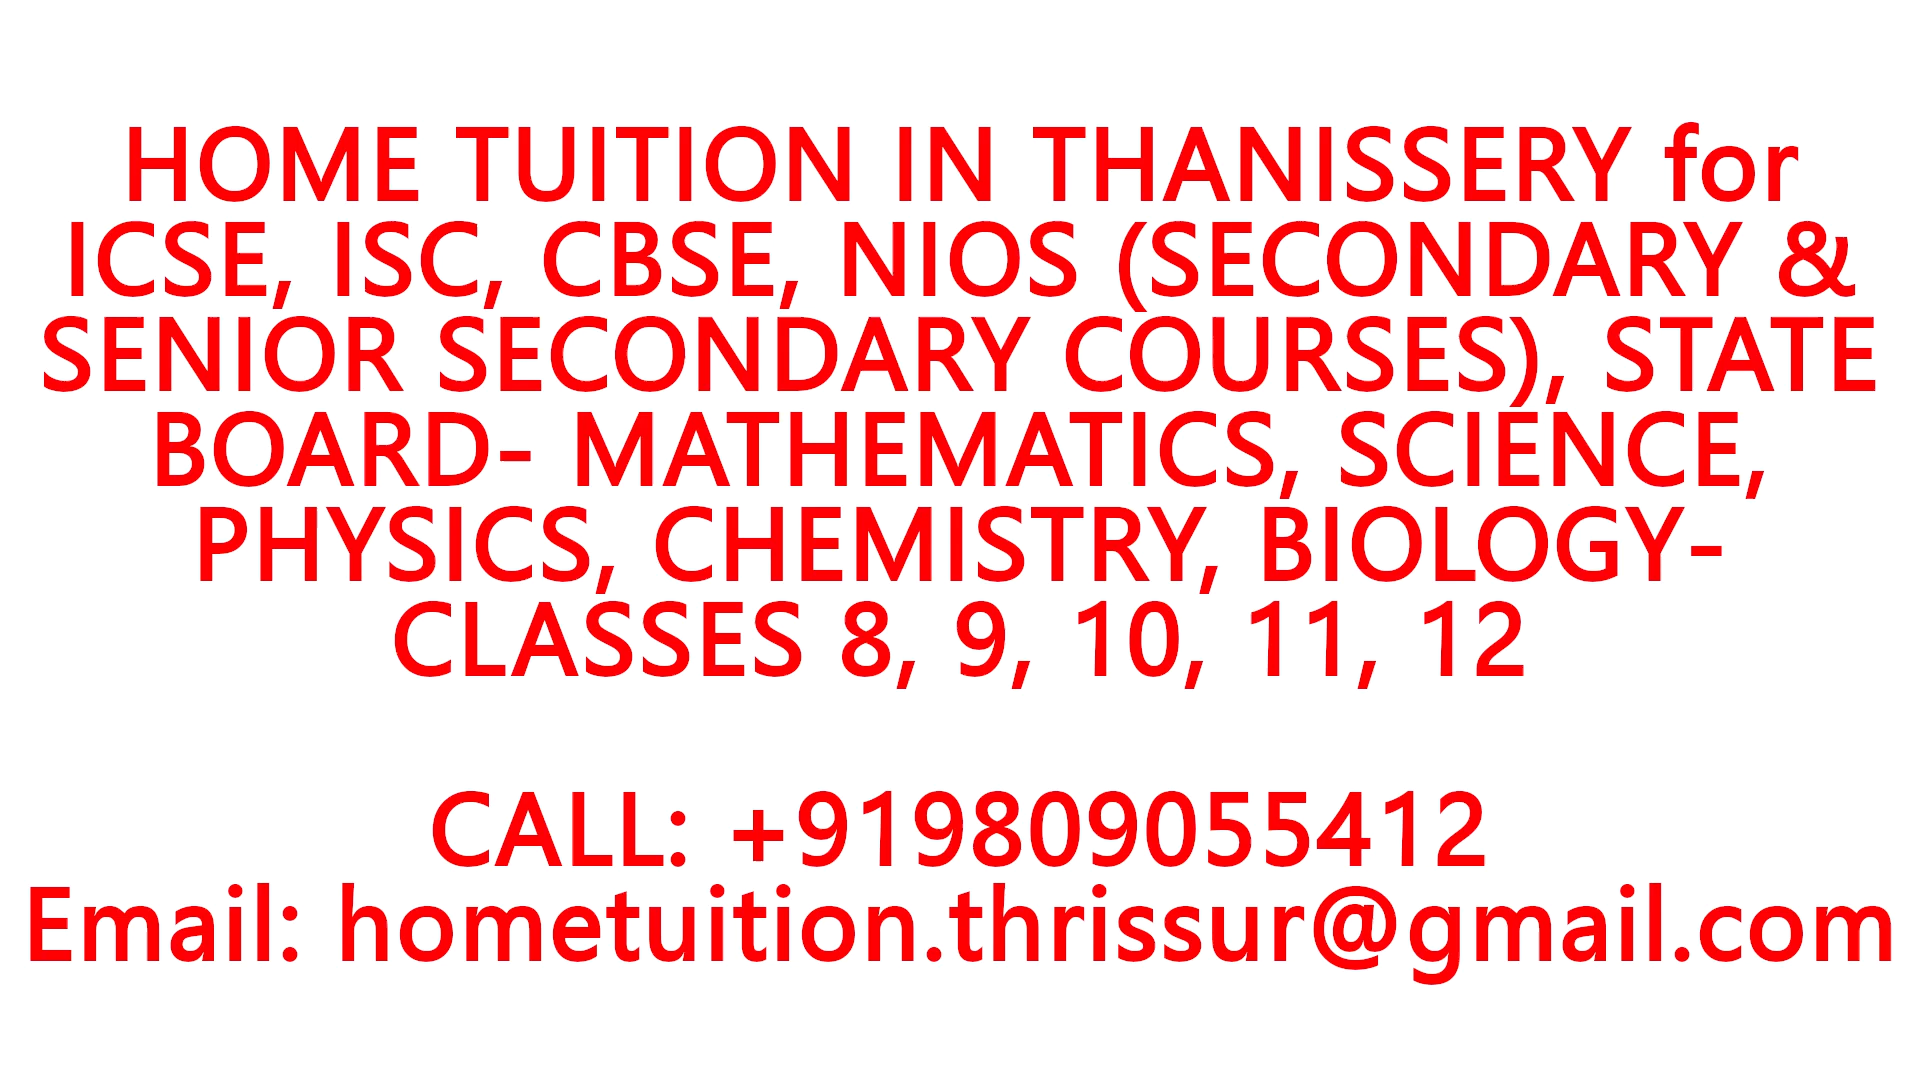 HOME TUITION IN THANISSERY for
ICSE, ISC, CBSE, NIOS (SECONDARY &
SENIOR SECONDARY COURSES), STATE
BOARD- MATHEMATICS, SCIENCE,
PHYSICS, CHEMISTRY, BIOLOGY-
CLASSES 8, 9, 10, 11, 12
CALL: +919809055412
Email: hometuition.thrissur@gmail.com